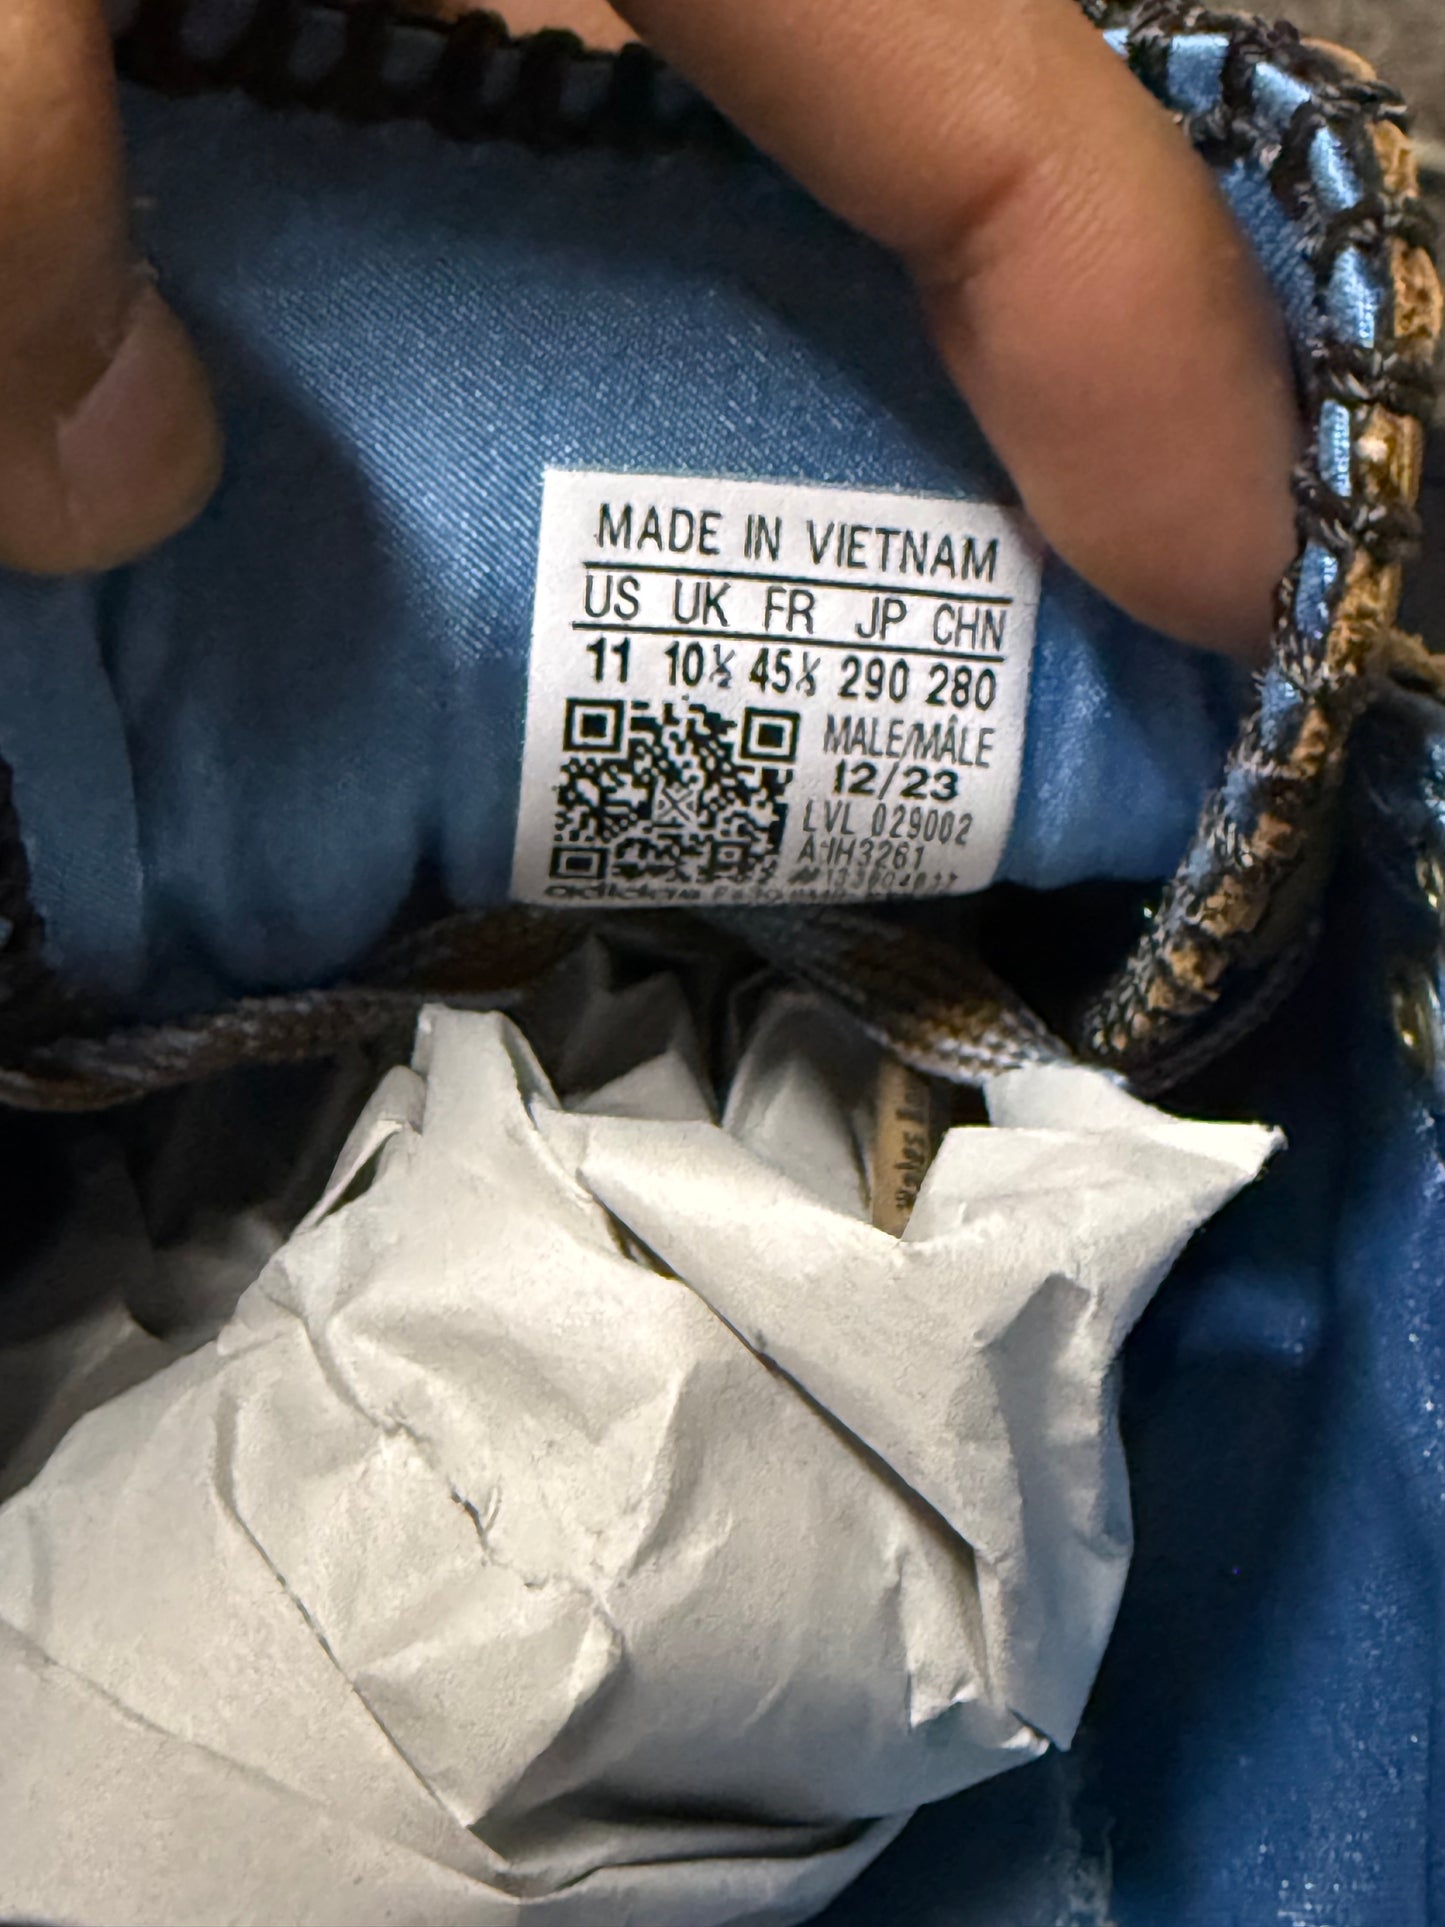 MADE IN VIETNAM
US UK FR JP CHN
11 10½ 45⅓ 290 280
MALE/MÂLE
12/23
LVL 029002
IH3261
Wales